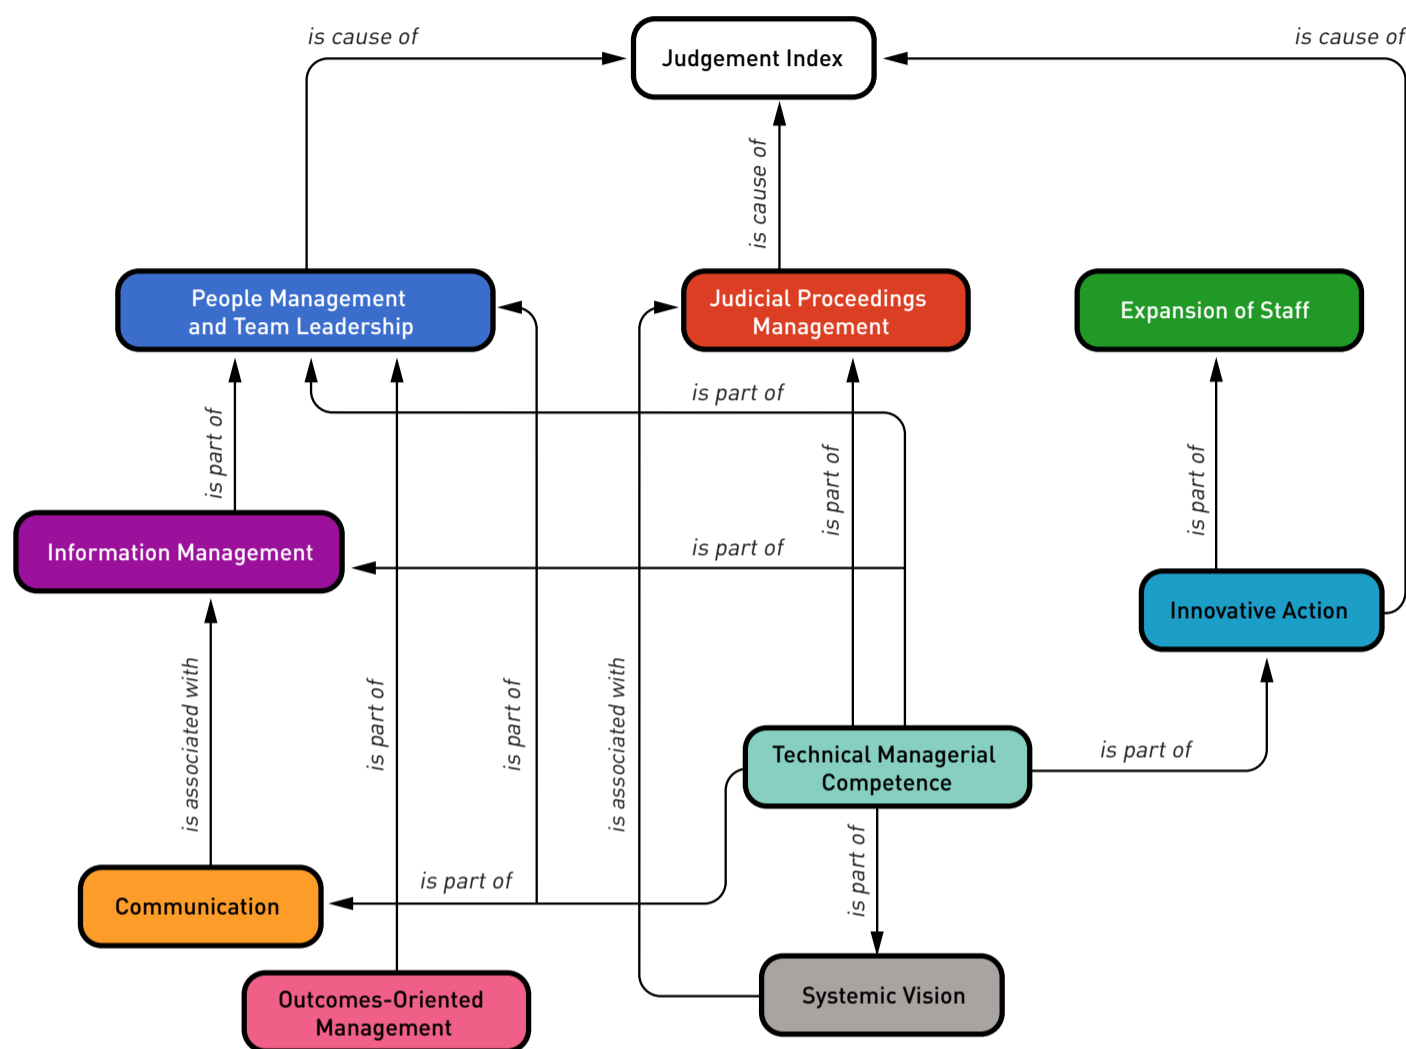 is cause of
is cause of
Judgement Index
is cause of
People Management
and Team Leadership
Judicial Proceedings
Management
Expansion of Staff
is part of
is part of
is part of
is part of
Information Management
is part of
Innovative Action
is associated with
is part of
is part of
is associated with
Technical Managerial
Competence
is part of
is part of
is part of
Communication
Systemic Vision
Outcomes-Oriented
Management